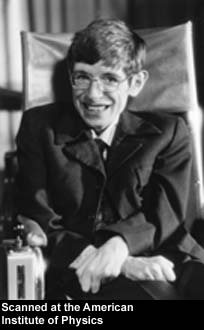 Scanned at the American
Institute of Physics